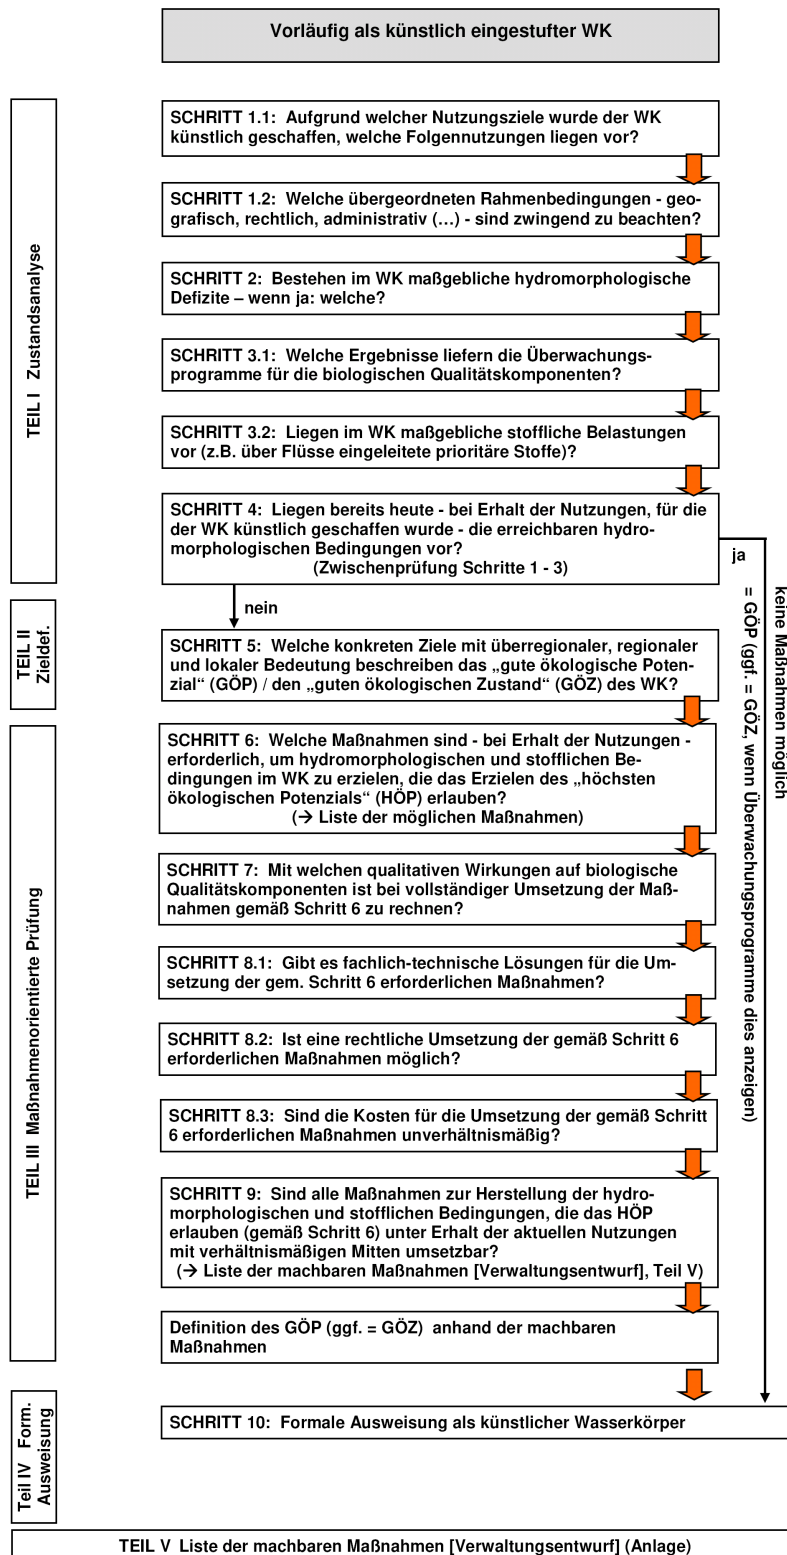 Vorläufig als künstlich eingestufter WK
TEIL I  Zustandsanalyse
SCHRITT 1.1:  Aufgrund welcher Nutzungsziele wurde der WK
künstlich geschaffen, welche Folgennutzungen liegen vor?
SCHRITT 1.2:  Welche übergeordneten Rahmenbedingungen - geo-
grafisch, rechtlich, administrativ (…) - sind zwingend zu beachten?
SCHRITT 2:  Bestehen im WK maßgebliche hydromorphologische
Defizite – wenn ja: welche?
SCHRITT 3.1:  Welche Ergebnisse liefern die Überwachungs-
programme für die biologischen Qualitätskomponenten?
SCHRITT 3.2:  Liegen im WK maßgebliche stoffliche Belastungen
vor (z.B. über Flüsse eingeleitete prioritäre Stoffe)?
SCHRITT 4:  Liegen bereits heute - bei Erhalt der Nutzungen, für die
der WK künstlich geschaffen wurde - die erreichbaren hydro-
morphologischen Bedingungen vor?
(Zwischenprüfung Schritte 1 - 3)
ja
keine Maßnahmen möglich
= GÖP (ggf. = GÖZ, wenn Überwachungsprogramme dies anzeigen)
nein
TEIL II
Zieldef.
SCHRITT 5:  Welche konkreten Ziele mit überregionaler, regionaler
und lokaler Bedeutung beschreiben das „gute ökologische Poten-
zial“ (GÖP) / den „guten ökologischen Zustand“ (GÖZ) des WK?
TEIL III  Maßnahmenorientierte Prüfung
SCHRITT 6:  Welche Maßnahmen sind - bei Erhalt der Nutzungen -
erforderlich, um hydromorphologischen und stofflichen Be-
dingungen im WK zu erzielen, die das Erzielen des „höchsten
ökologischen Potenzials“ (HÖP) erlauben?
(→ Liste der möglichen Maßnahmen)
SCHRITT 7:  Mit welchen qualitativen Wirkungen auf biologische
Qualitätskomponenten ist bei vollständiger Umsetzung der Maß-
nahmen gemäß Schritt 6 zu rechnen?
SCHRITT 8.1:  Gibt es fachlich-technische Lösungen für die Um-
setzung der gem. Schritt 6 erforderlichen Maßnahmen?
SCHRITT 8.2:  Ist eine rechtliche Umsetzung der gemäß Schritt 6
erforderlichen Maßnahmen möglich?
SCHRITT 8.3:  Sind die Kosten für die Umsetzung der gemäß Schritt
6 erforderlichen Maßnahmen unverhältnismäßig?
SCHRITT 9:  Sind alle Maßnahmen zur Herstellung der hydro-
morphologischen und stofflichen Bedingungen, die das HÖP
erlauben (gemäß Schritt 6) unter Erhalt der aktuellen Nutzungen
mit verhältnismäßigen Mitten umsetzbar?
(→ Liste der machbaren Maßnahmen [Verwaltungsentwurf], Teil V)
Definition des GÖP (ggf. = GÖZ)  anhand der machbaren
Maßnahmen
Teil IV  Form.
Ausweisung
SCHRITT 10:  Formale Ausweisung als künstlicher Wasserkörper
TEIL V  Liste der machbaren Maßnahmen [Verwaltungsentwurf] (Anlage)